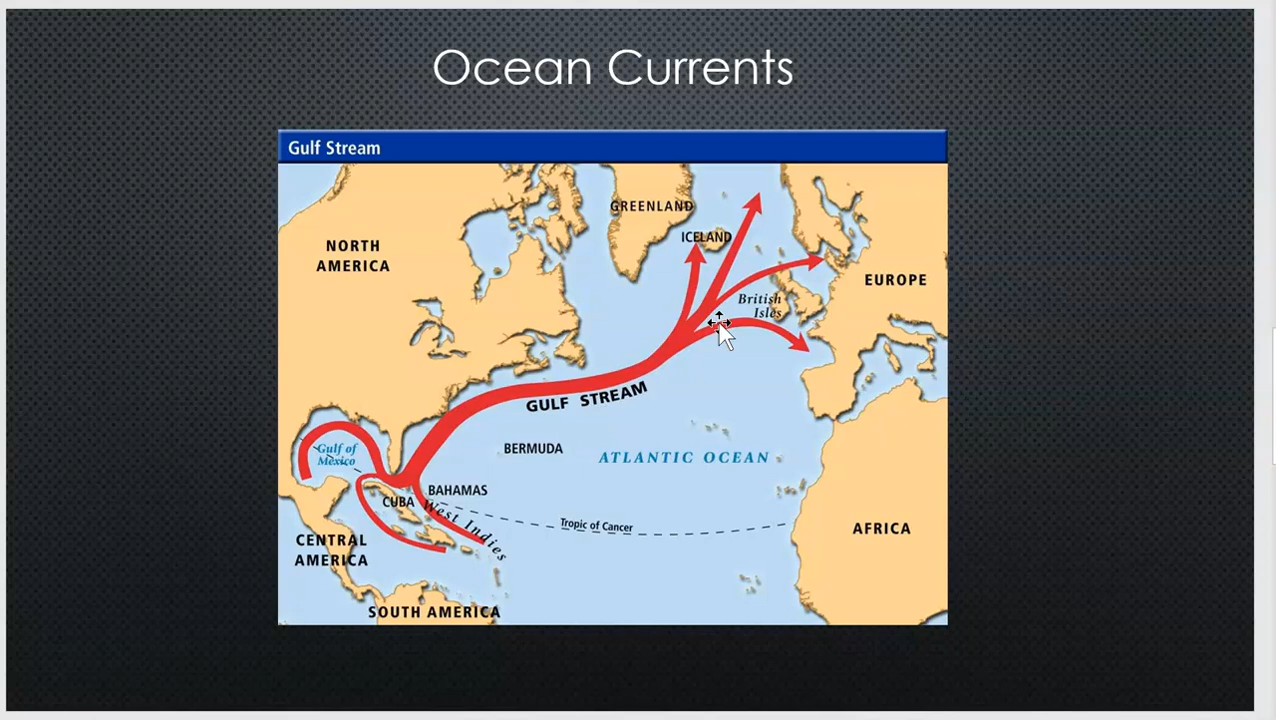 Ocean Currents
Gulf Stream
GREENLAND
ICELAND
NORTH
AMERICA
EUROPE
British
Isles
GULF STREAM
BERMUDA
Gulf of
Mexico
ATLANTIC OCEAN
BAHAMAS
CUBA
West Indies
Tropic of Cancer
AFRICA
CENTRAL
AMERICA
SOUTH AMERICA